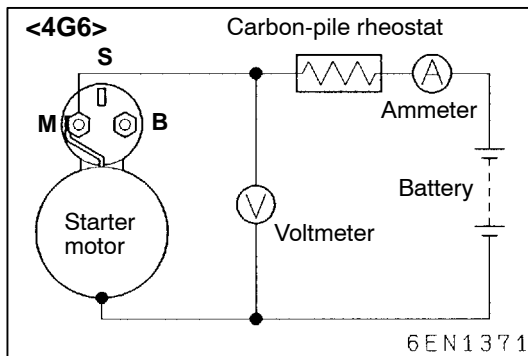 <4G6>
S
Carbon-pile rheostat
M
B
A
Ammeter
Battery
V
Voltmeter
Starter
motor
6EN1371